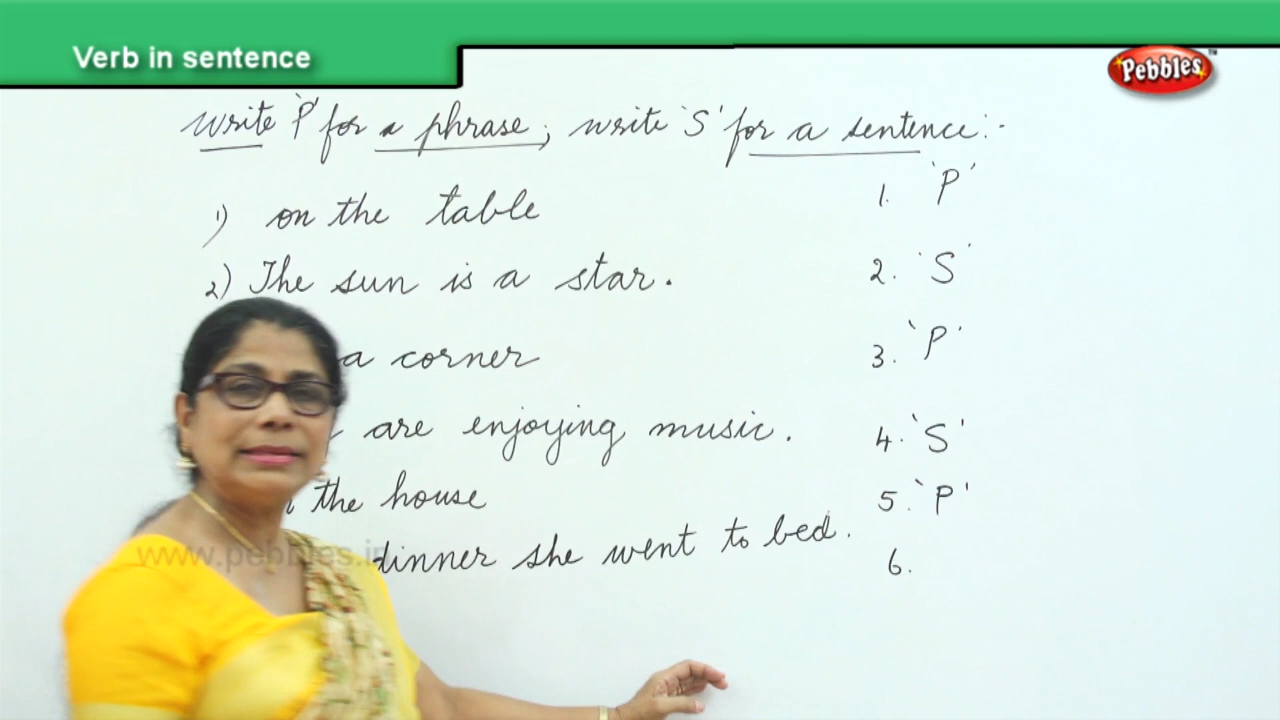 Verb in sentence
Pebbles™
Write 'P' for a phrase; write 'S' for a sentence:-
1) on the table 1. 'P'
2) The sun is a star. 2. 'S'
a corner 3. 'P'
are enjoying music. 4. 'S'
the house 5. 'P'
dinner she went to bed. 6.
www.pebbles.in